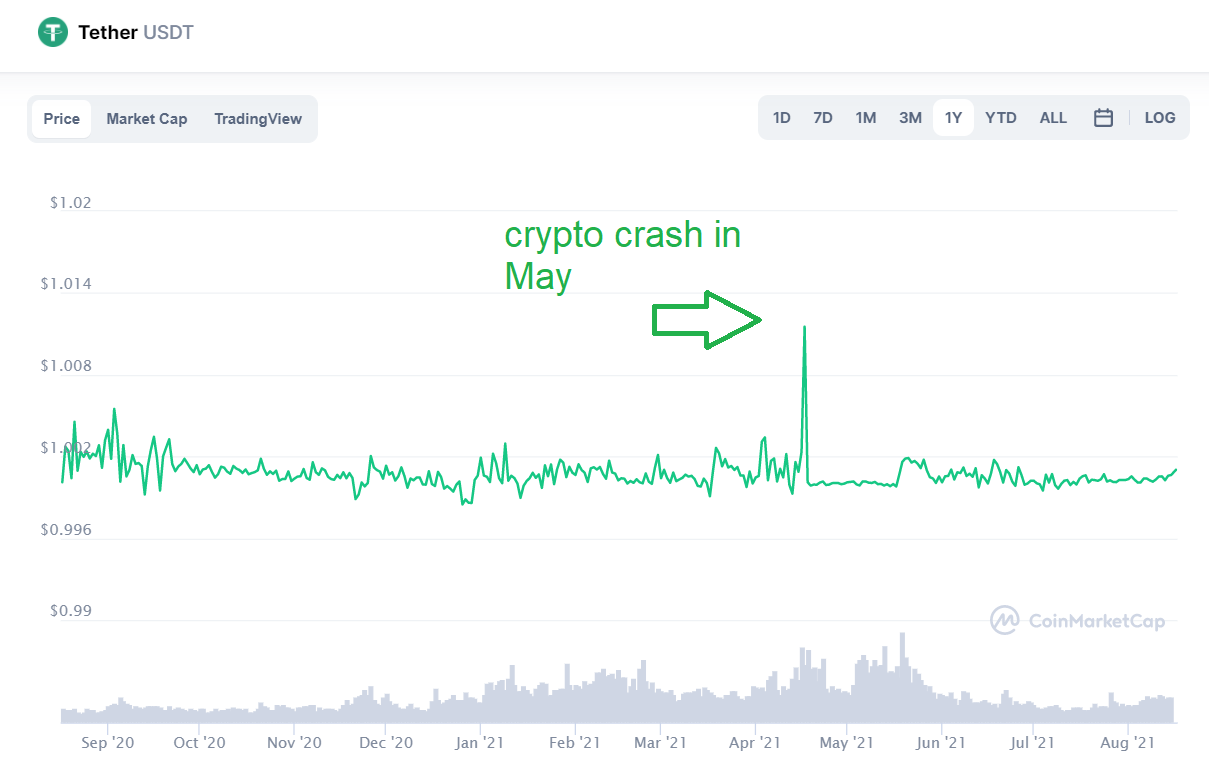 Tether USDT
Price Market Cap TradingView
1D 7D 1M 3M 1Y YTD ALL LOG
$1.02
crypto crash in
May
$1.014
$1.008
$1.002
$0.996
$0.99
CoinMarketCap
Sep '20 Oct '20 Nov '20 Dec '20 Jan '21 Feb '21 Mar '21 Apr '21 May '21 Jun '21 Jul '21 Aug '21